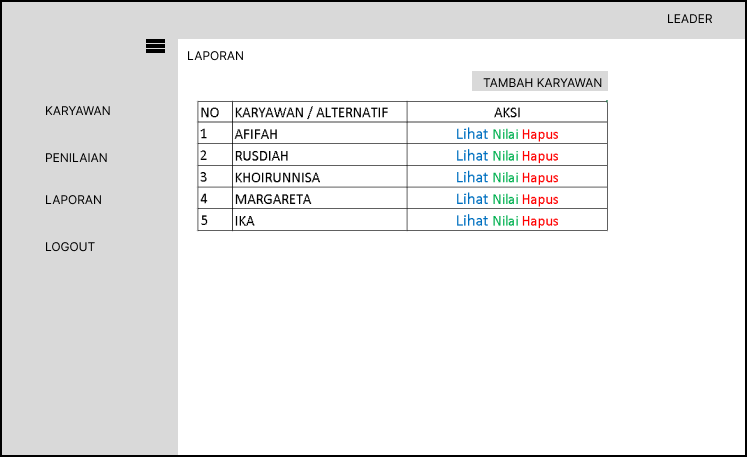 LEADER
LAPORAN
TAMBAH KARYAWAN
KARYAWAN
PENILAIAN
LAPORAN
LOGOUT
NO KARYAWAN / ALTERNATIF AKSI
1 AFIFAH Lihat Nilai Hapus
2 RUSDIAH Lihat Nilai Hapus
3 KHOIRUNNISA Lihat Nilai Hapus
4 MARGARETA Lihat Nilai Hapus
5 IKA Lihat Nilai Hapus